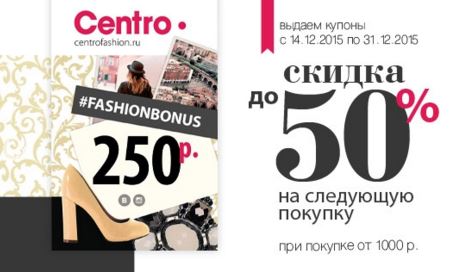 Centro
centrofashion.ru
#FASHIONBONUS
250р.
выдаем купоны
с 14.12.2015 по 31.12.2015
скидка
до 50%
на следующую
покупку
при покупке от 1000 р.